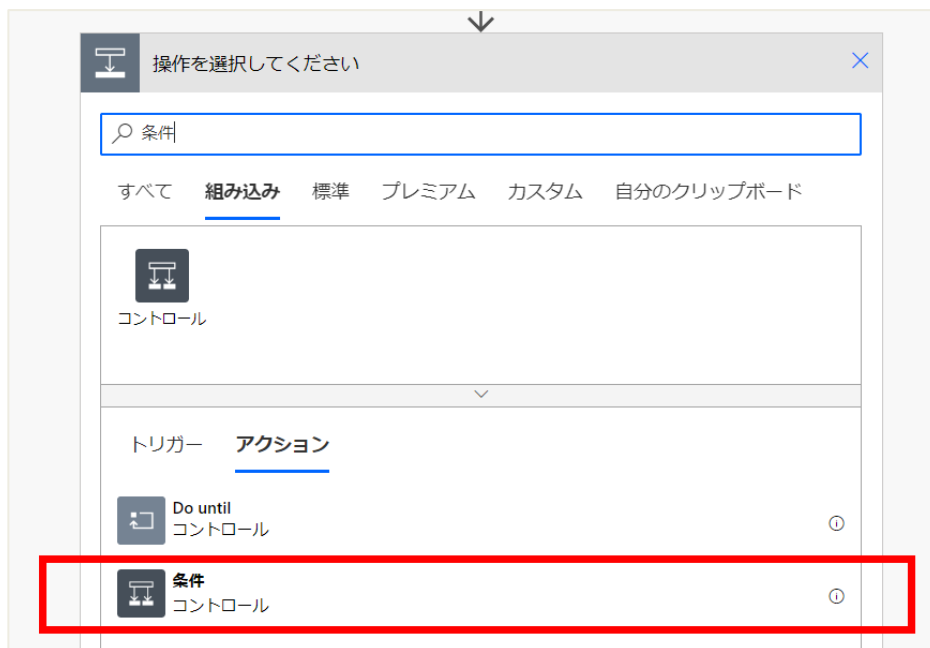 操作を選択してください
条件
すべて 組み込み 標準 プレミアム カスタム 自分のクリップボード
コントロール
トリガー アクション
Do until
コントロール
条件
コントロール